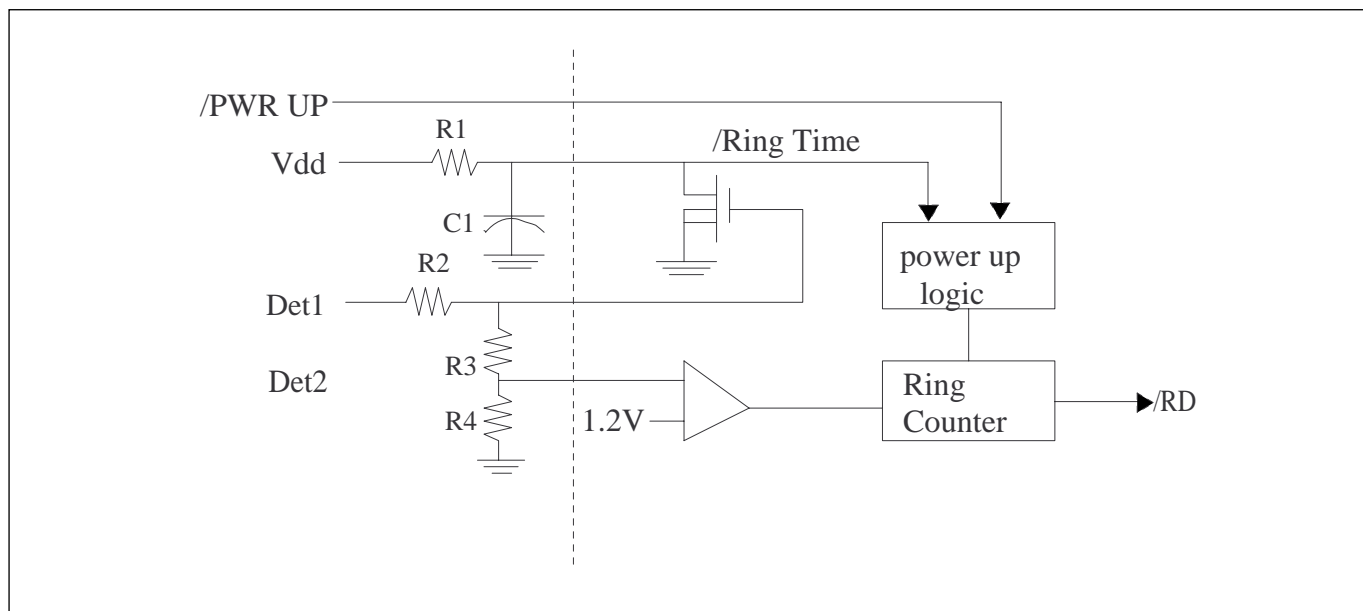 /PWR UP
R1
/Ring Time
Vdd
C1
power up
logic
R2
Det1
R3
Det2
Ring
Counter
/RD
R4
1.2V